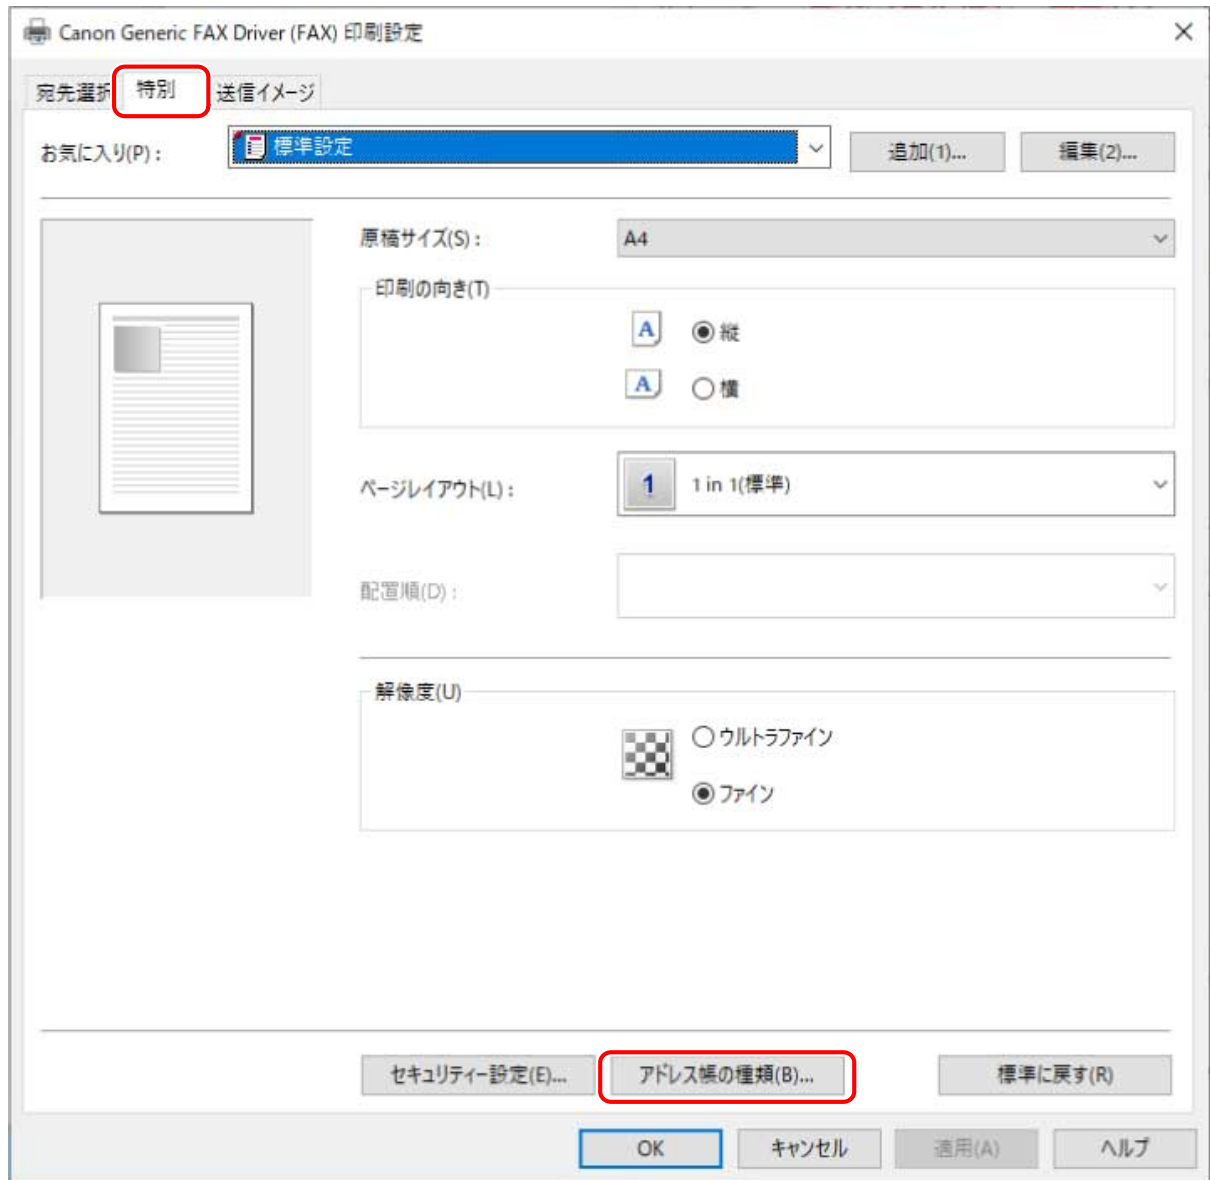 Canon Generic FAX Driver (FAX) 印刷設定
宛先選択 特別 送信イメージ
お気に入り(P): 標準設定 追加(1)... 編集(2)...
原稿サイズ(S): A4
印刷の向き(T)
A 縦
A 横
ページレイアウト(L): 1 1 in 1(標準)
配置順(D):
解像度(U)
ウルトラファイン
ファイン
セキュリティー設定(E)... アドレス帳の種類(B)... 標準に戻す(R)
OK キャンセル 適用(A) ヘルプ